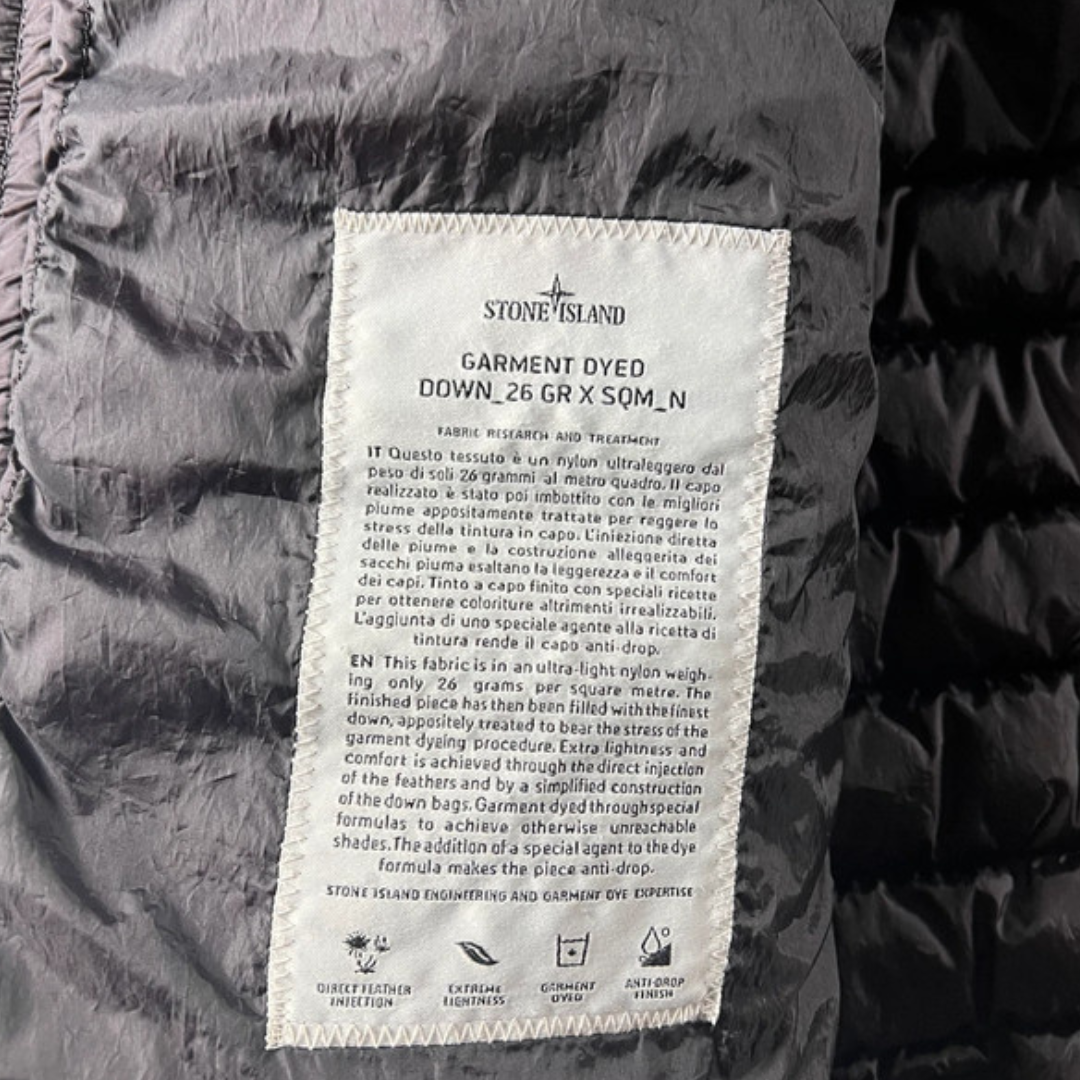 STONE ISLAND
GARMENT DYED
DOWN_26 GR X SQM_N
FABRIC RESEARCH AND TREATMENT
IT Questo tessuto è un nylon ultraleggero dal
peso di soli 26 grammi al metro quadro. Il capo
realizzato è stato poi imbottito con le migliori
piume appositamente trattate per reggere lo
stress della tintura in capo. L'iniezione diretta
delle piume e la costruzione alleggerita dei
sacchi piuma esaltano la leggerezza e il comfort
dei capi. Tinto a capo finito con speciali ricette
per ottenere coloriture altrimenti irrealizzabili.
L'aggiunta di uno speciale agente alla ricetta di
tintura rende il capo anti-drop.
EN This fabric is in an ultra-light nylon weigh-
ing only 26 grams per square metre. The
finished piece has then been filled with the finest
down, appositely treated to bear the stress of the
garment dyeing procedure. Extra lightness and
comfort is achieved through the direct injection
of the feathers and by a simplified construction
of the down bags. Garment dyed through special
formulas to achieve otherwise unreachable
shades. The addition of a special agent to the dye
formula makes the piece anti-drop.
STONE ISLAND ENGINEERING AND GARMENT DYE EXPERTISE
DIRECT FEATHER INJECTION
EXTREME LIGHTNESS
GARMENT DYED
ANTI-DROP FINISH